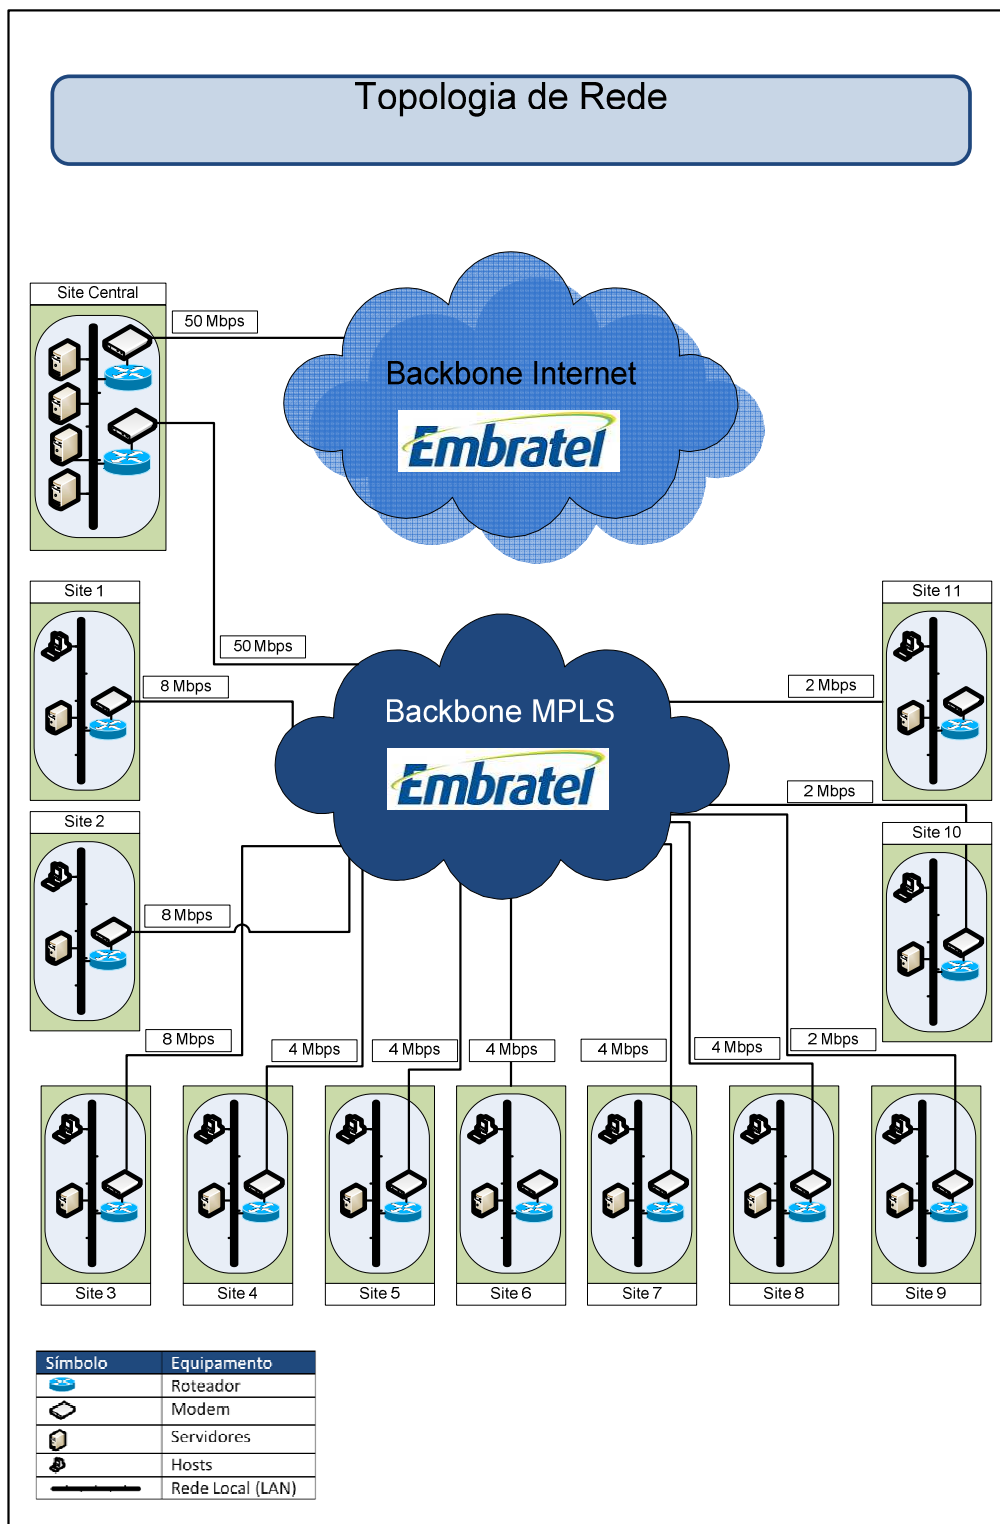 Topologia de Rede
Site Central
50 Mbps
Backbone Internet
Embratel
50 Mbps
Site 1
8 Mbps
Backbone MPLS
Embratel
Site 11
2 Mbps
2 Mbps
Site 2
8 Mbps
Site 10
8 Mbps
4 Mbps
4 Mbps
4 Mbps
4 Mbps
4 Mbps
2 Mbps
Site 3
Site 4
Site 5
Site 6
Site 7
Site 8
Site 9
Símbolo Equipamento
Roteador
Modem
Servidores
Hosts
Rede Local (LAN)